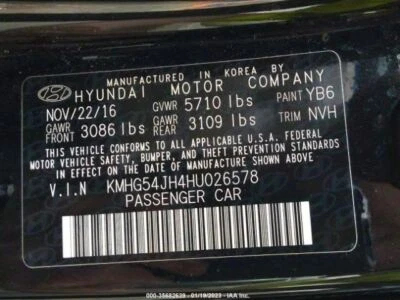 MANUFACTURED IN KOREA BY
HYUNDAI MOTOR COMPANY
NOV/22/16 GVWR 5710 lbs PAINT YB6
GAWR FRONT 3086 lbs GAWR REAR 3109 lbs TRIM NVH
THIS VEHICLE CONFORMS TO ALL U.S. FEDERAL
MOTOR VEHICLE SAFETY, BUMPER, AND THEFT PREVENTION
STANDARDS IN EFFECT ON THE DATE OF MANUFACTURE SHOWN ABOVE.
V.I.N KMHG54JH4HU026578
PASSENGER CAR
000-35682639 - 01/19/2023 - IAA Inc.